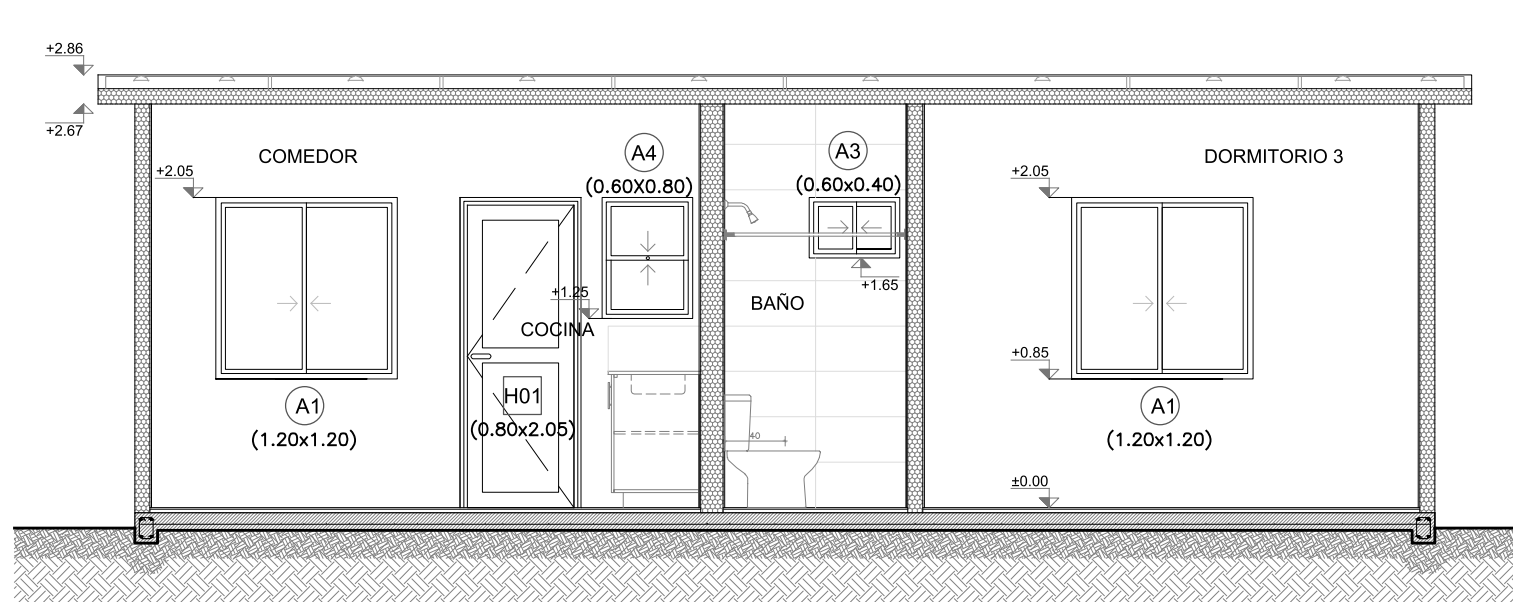 +2.86
+2.67
COMEDOR
A4
A3
DORMITORIO 3
+2.05
(0.60X0.80)
(0.60x0.40)
+2.05
+1.25
+1.65
COCINA
BAÑO
+0.85
A1
H01
A1
(1.20x1.20)
(0.80x2.05)
40
(1.20x1.20)
±0.00